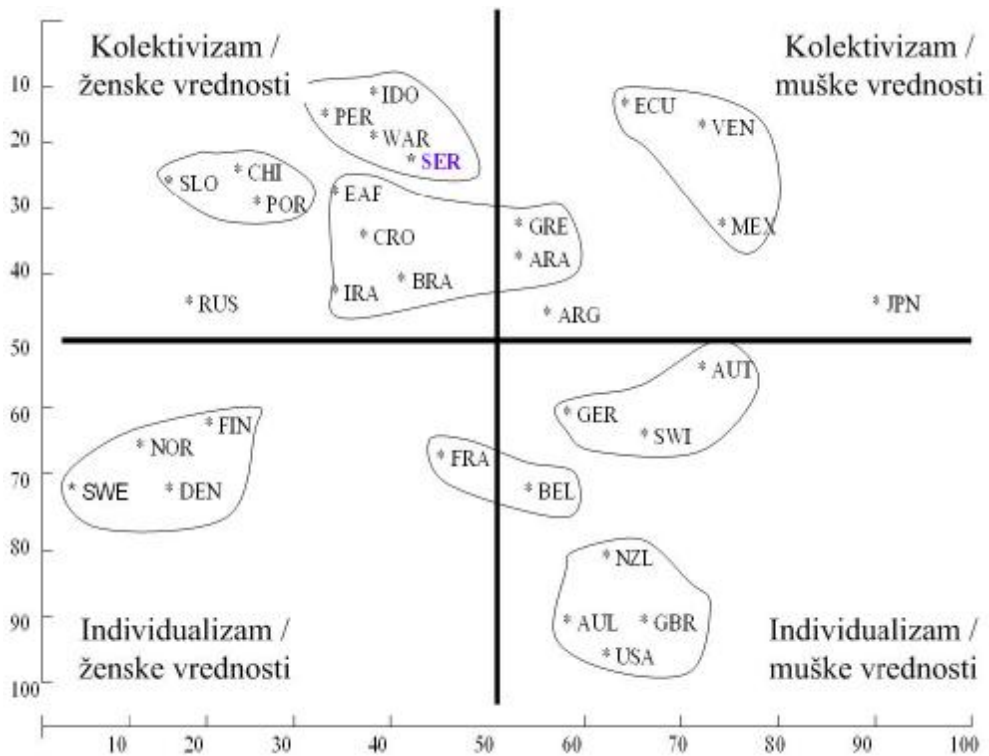 Kolektivizam /
ženske vrednosti
Kolektivizam /
muške vrednosti
10
20
30
40
50
60
70
80
90
100
* IDO
* PER
* WAR
* SER
* ECU
* VEN
* MEX
* SLO
* CHI
* POR
* EAF
* CRO
* IRA
* BRA
* GRE
* ARA
* RUS
* ARG
* JPN
* AUT
* GER
* SWI
* FIN
* NOR
* SWE
* DEN
* FRA
* BEL
* NZL
* AUL
* GBR
* USA
Individualizam /
ženske vrednosti
Individualizam /
muške vrednosti
10 20 30 40 50 60 70 80 90 100